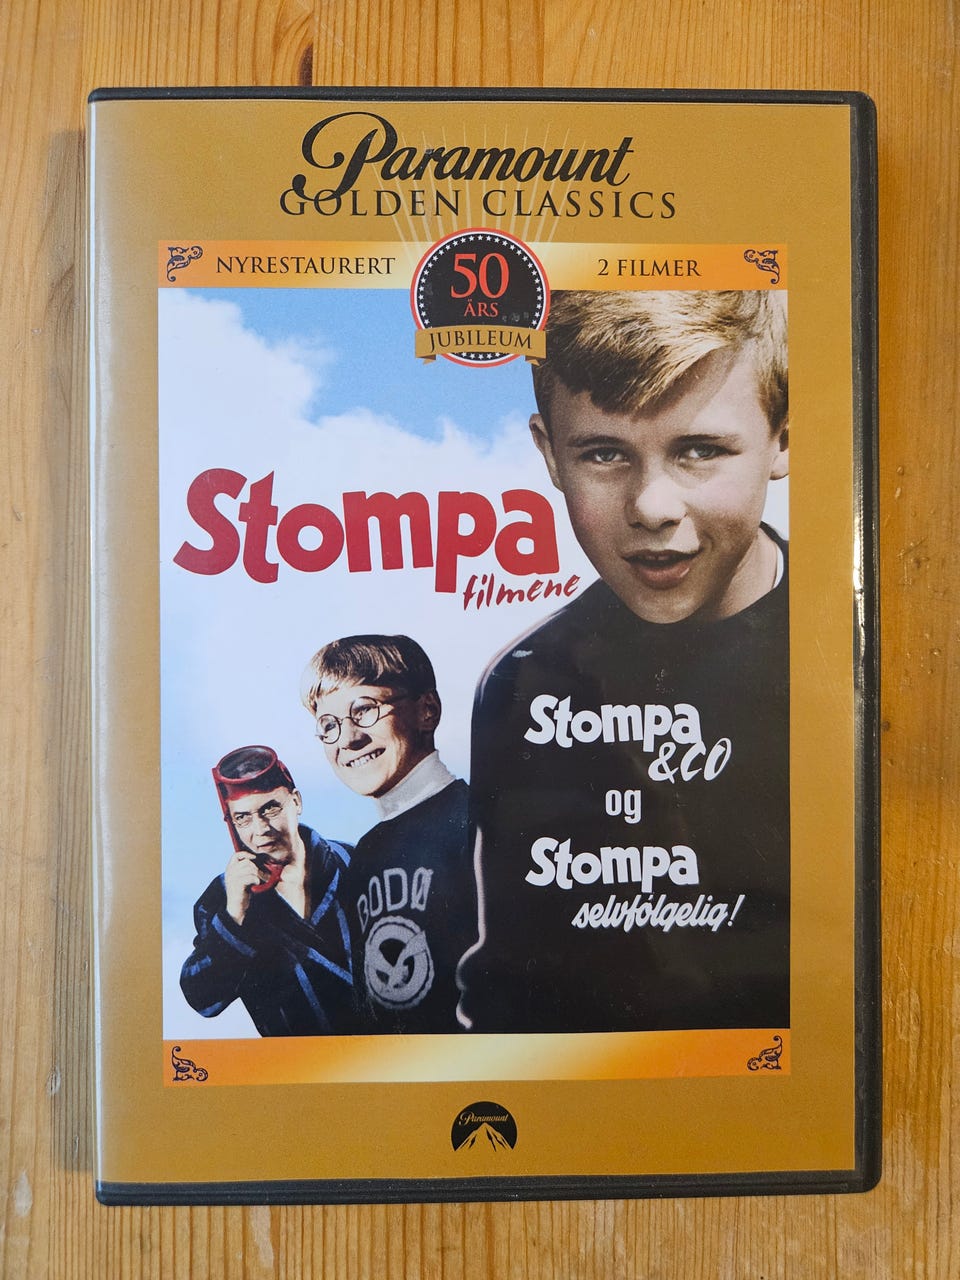 Paramount
GOLDEN CLASSICS
NYRESTAURERT
50
ÅRS
JUBILEUM
2 FILMER
Stompa
filmene
Stompa
&CO
og
Stompa
selvfølgelig!
BODØ
Paramount